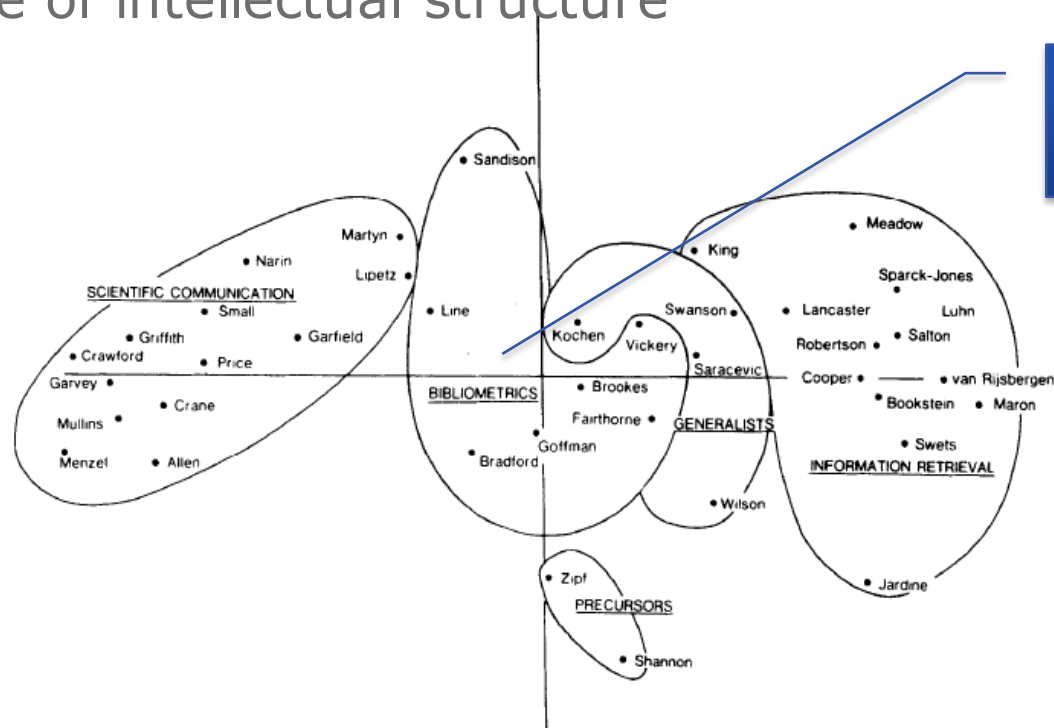 e of intellectual structure
Sandison
Martyn
Narin
Lipetz
SCIENTIFIC COMMUNICATION
Small
Griffith
Garfield
Crawford
Price
Garvey
Crane
Mullins
Menzel
Allen
Line
BIBLIOMETRICS
Kochen
Vickery
Brookes
Fairthorne
Goffman
Bradford
King
Swanson
Saracevic
GENERALISTS
Wilson
Meadow
Sparck-Jones
Lancaster
Luhn
Robertson
Salton
Cooper
van Rijsbergen
Bookstein
Maron
Swets
INFORMATION RETRIEVAL
Jardine
Zipf
PRECURSORS
Shannon